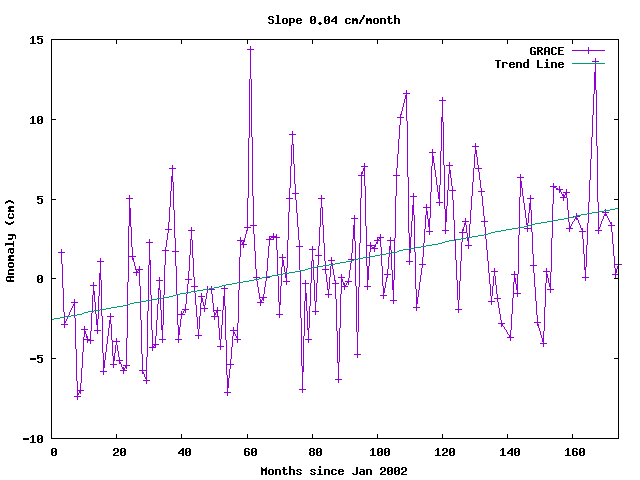 Slope 0.04 cm/month
15
10
5
0
-5
-10
Anomaly (cm)
GRACE
Trend Line
0 20 40 60 80 100 120 140 160
Months since Jan 2002